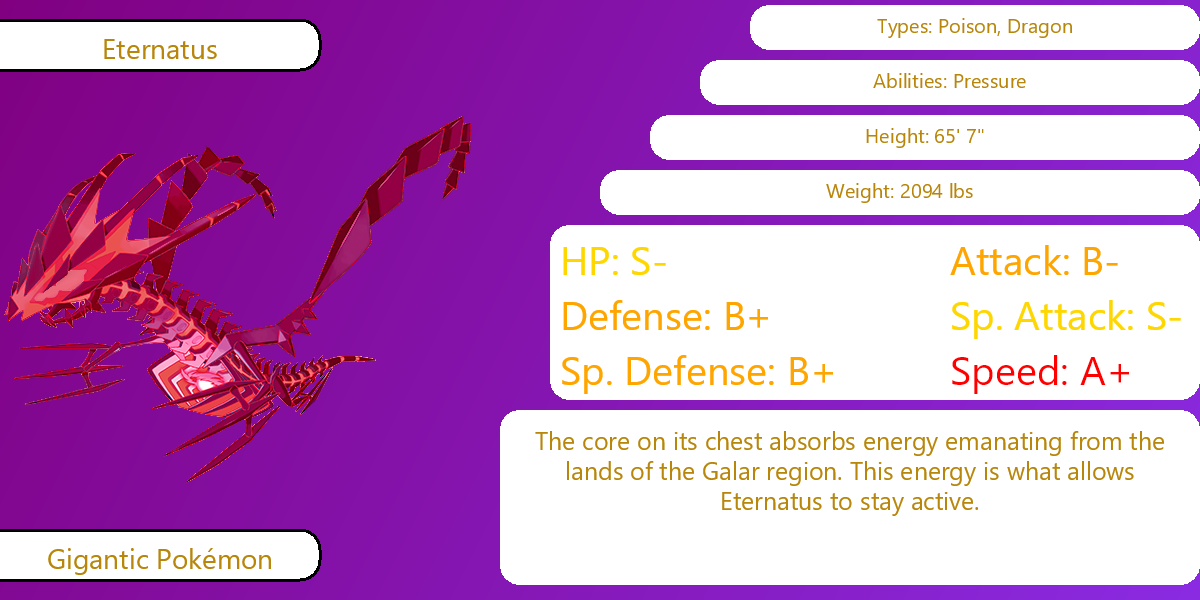 Eternatus
Types: Poison, Dragon
Abilities: Pressure
Height: 65' 7"
Weight: 2094 lbs
HP: S-
Attack: B-
Defense: B+
Sp. Attack: S-
Sp. Defense: B+
Speed: A+
The core on its chest absorbs energy emanating from the
lands of the Galar region. This energy is what allows
Eternatus to stay active.
Gigantic Pokémon